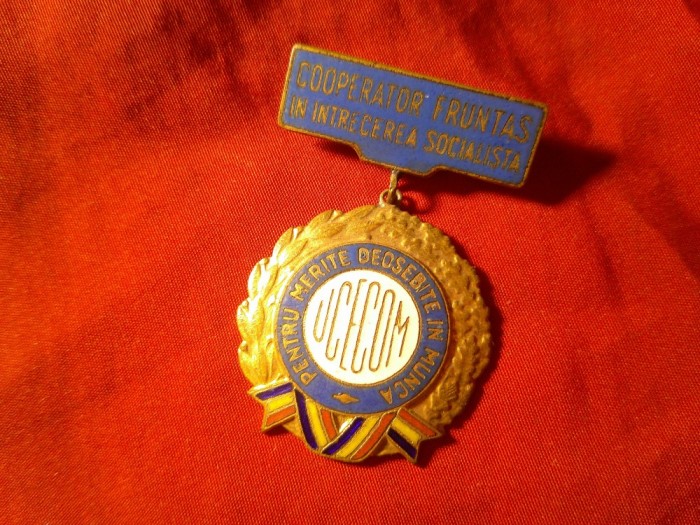 COOPERATOR FRUNTAS
IN INTRECEREA SOCIALISTA
PENTRU MERITE DEOSEBITE IN MUNCA
UCECOM